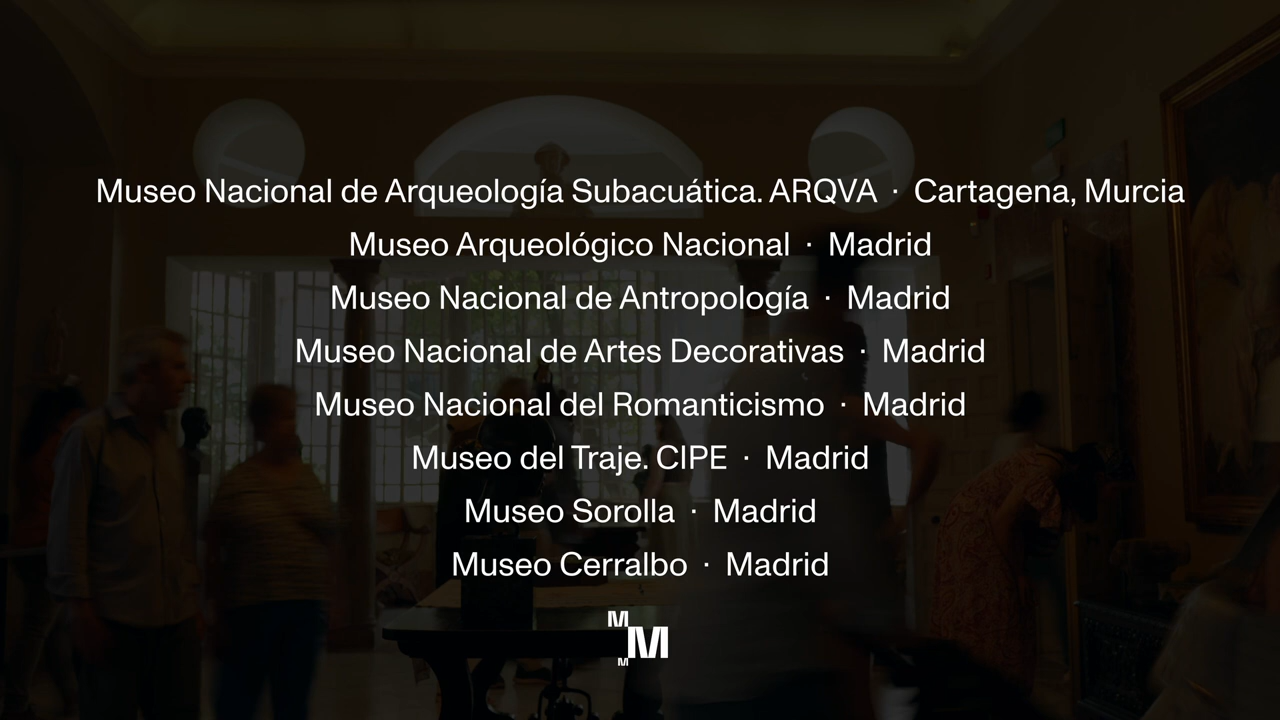 Museo Nacional de Arqueología Subacuática. ARQVA · Cartagena, Murcia
Museo Arqueológico Nacional · Madrid
Museo Nacional de Antropología · Madrid
Museo Nacional de Artes Decorativas · Madrid
Museo Nacional del Romanticismo · Madrid
Museo del Traje. CIPE · Madrid
Museo Sorolla · Madrid
Museo Cerralbo · Madrid
M
M
M